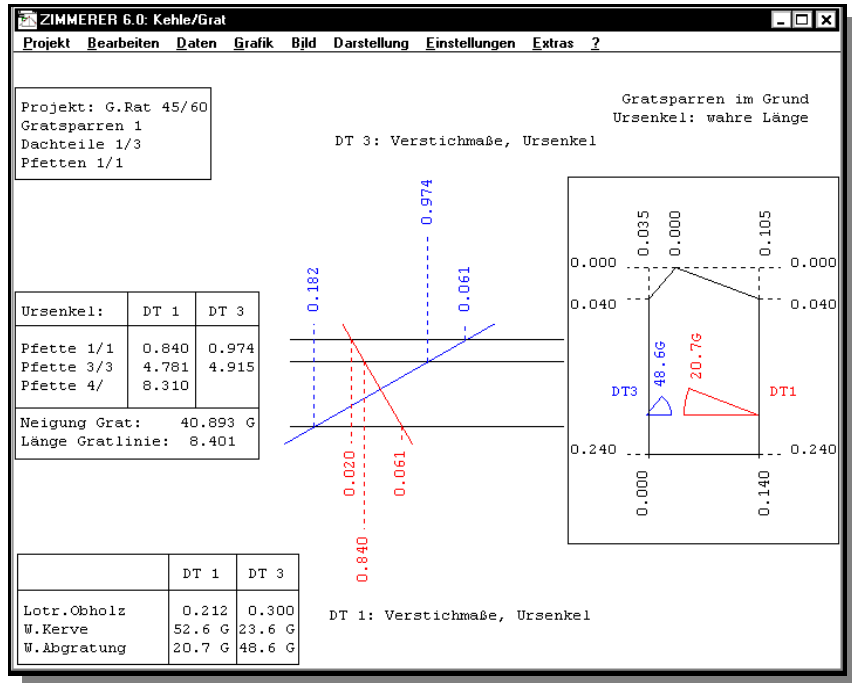 ZIMMERER 6.0: Kehle/Grat
Projekt Bearbeiten Daten Grafik Bild Darstellung Einstellungen Extras ?
Projekt: G.Rat 45/60
Gratsparren 1
Dachteile 1/3
Pfetten 1/1
Gratsparren im Grund
Ursenkel: wahre Länge
DT 3: Verstichmaße, Ursenkel
0.182
0.974
0.061
Ursenkel: DT 1 DT 3
Pfette 1/1 0.840 0.974
Pfette 3/3 4.781 4.915
Pfette 4/ 8.310
Neigung Grat: 40.893 G
Länge Gratlinie: 8.401
0.020
0.840
0.061
0.035
0.000
0.105
0.000 0.000
0.040 0.040
48.6G
20.7G
DT3 DT1
0.240 0.240
0.000
0.140
DT 1 DT 3
Lotr.Obholz 0.212 0.300
W.Kerve 52.6 G 23.6 G
W.Abgratung 20.7 G 48.6 G
DT 1: Verstichmaße, Ursenkel